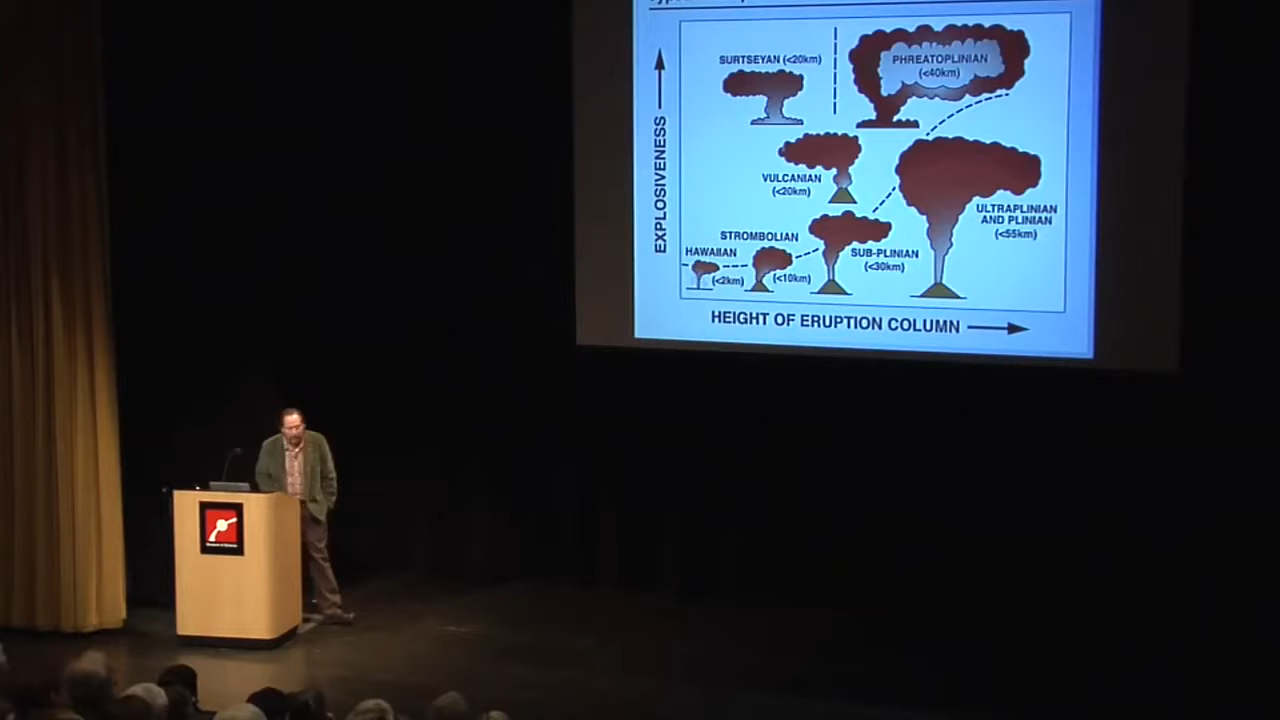 SURTSEYAN (<20km)
PHREATOPLINIAN
(<40km)
VULCANIAN
(<20km)
ULTRAPLINIAN
AND PLINIAN
(<55km)
STROMBOLIAN
(<10km)
HAWAIIAN
(<2km)
SUB-PLINIAN
(<30km)
EXPLOSIVENESS
HEIGHT OF ERUPTION COLUMN